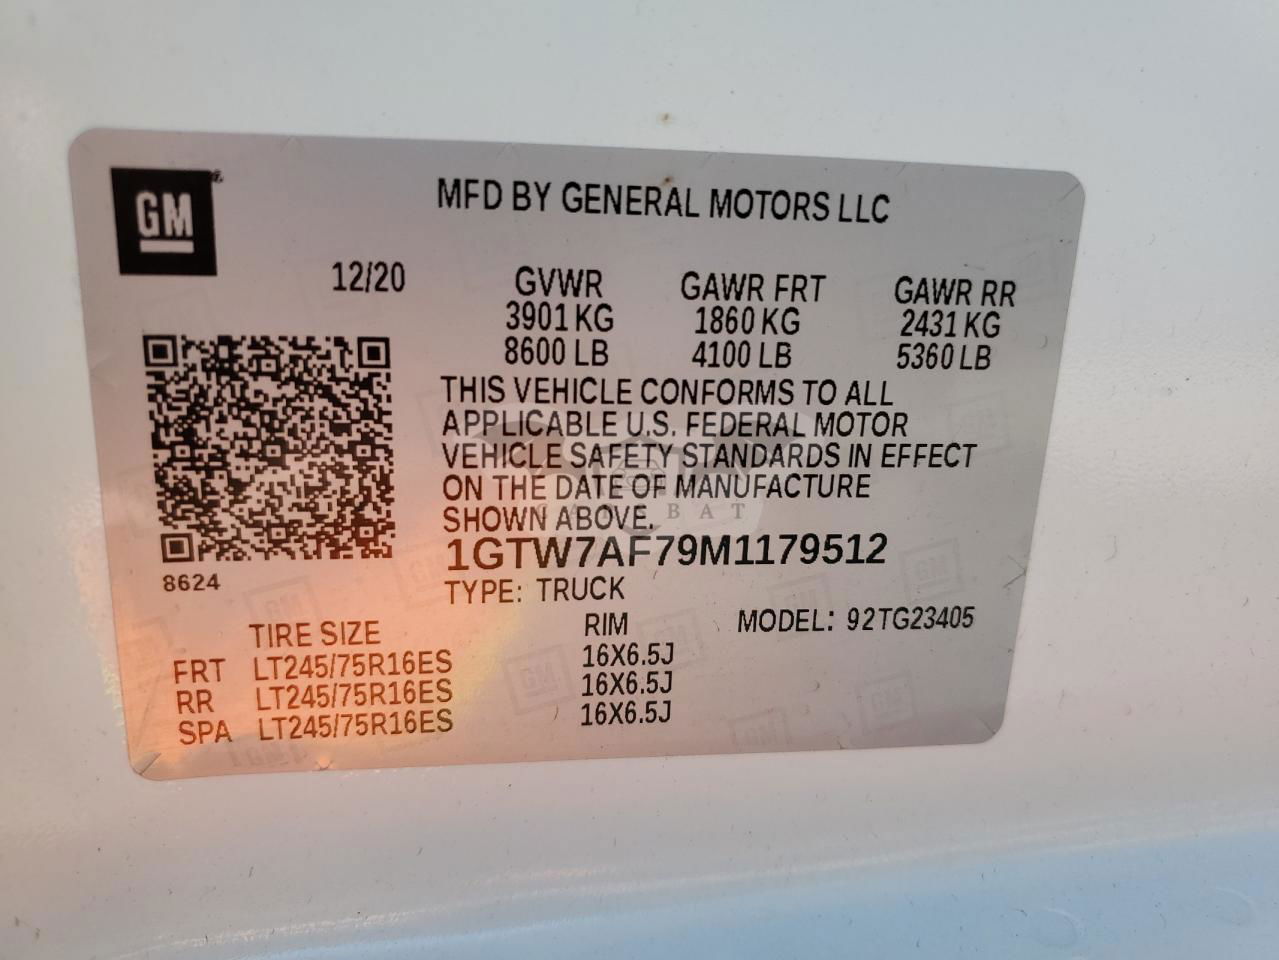 GM
MFD BY GENERAL MOTORS LLC
12/20 GVWR GAWR FRT GAWR RR
3901 KG 1860 KG 2431 KG
8600 LB 4100 LB 5360 LB
THIS VEHICLE CONFORMS TO ALL
APPLICABLE U.S. FEDERAL MOTOR
VEHICLE SAFETY STANDARDS IN EFFECT
ON THE DATE OF MANUFACTURE
SHOWN ABOVE.
1GTW7AF79M1179512
8624
TYPE: TRUCK
TIRE SIZE RIM MODEL: 92TG23405
FRT LT245/75R16ES 16X6.5J
RR LT245/75R16ES 16X6.5J
SPA LT245/75R16ES 16X6.5J